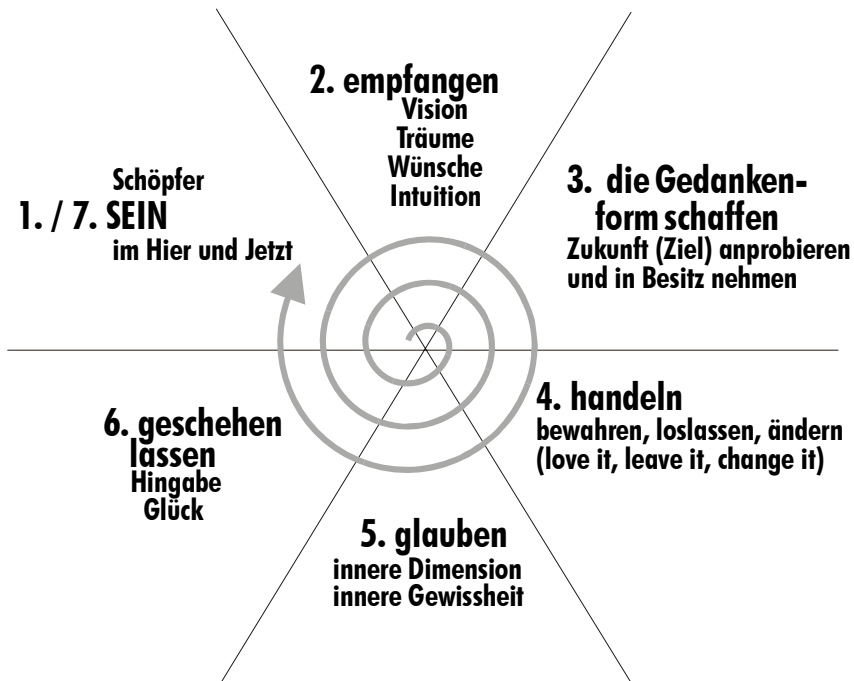 Schöpfer
1. / 7. SEIN
im Hier und Jetzt
2. empfangen
Vision
Träume
Wünsche
Intuition
3. die Gedanken-
form schaffen
Zukunft (Ziel) anprobieren
und in Besitz nehmen
4. handeln
bewahren, loslassen, ändern
(love it, leave it, change it)
5. glauben
innere Dimension
innere Gewissheit
6. geschehen
lassen
Hingabe
Glück